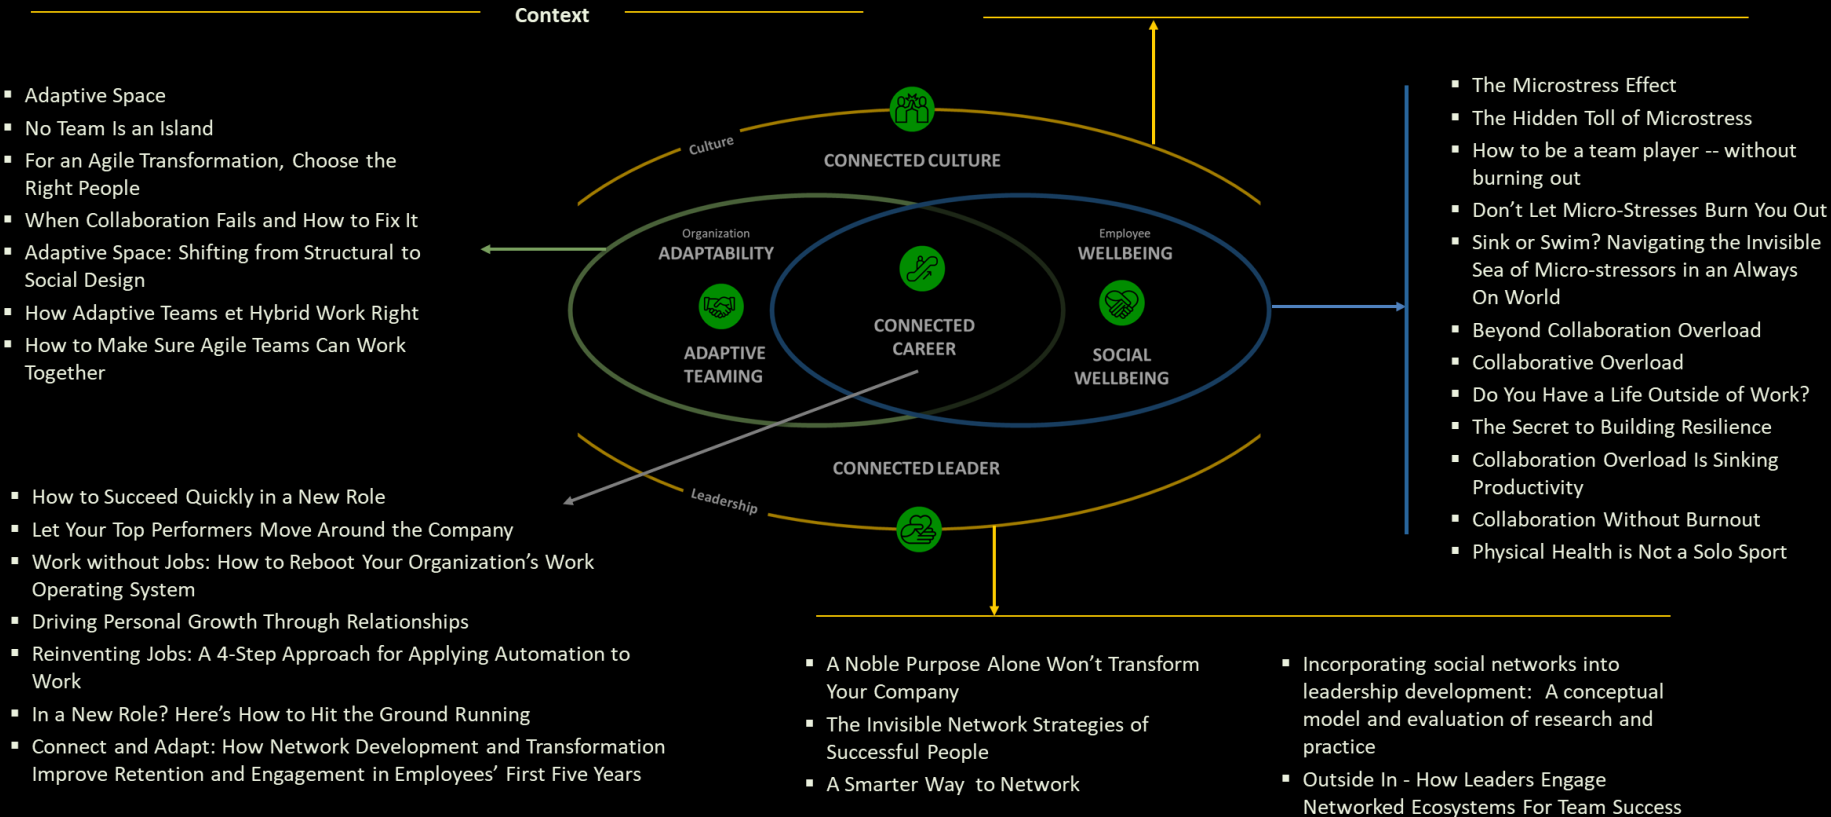 Context
▪ Adaptive Space
▪ No Team Is an Island
▪ For an Agile Transformation, Choose the
Right People
▪ When Collaboration Fails and How to Fix It
▪ Adaptive Space: Shifting from Structural to
Social Design
▪ How Adaptive Teams et Hybrid Work Right
▪ How to Make Sure Agile Teams Can Work
Together
Culture
CONNECTED CULTURE
Organization
ADAPTABILITY
ADAPTIVE
TEAMING
CONNECTED
CAREER
Employee
WELLBEING
SOCIAL
WELLBEING
CONNECTED LEADER
Leadership
▪ The Microstress Effect
▪ The Hidden Toll of Microstress
▪ How to be a team player -- without
burning out
▪ Don’t Let Micro-Stresses Burn You Out
▪ Sink or Swim? Navigating the Invisible
Sea of Micro-stressors in an Always
On World
▪ Beyond Collaboration Overload
▪ Collaborative Overload
▪ Do You Have a Life Outside of Work?
▪ The Secret to Building Resilience
▪ Collaboration Overload Is Sinking
Productivity
▪ Collaboration Without Burnout
▪ Physical Health is Not a Solo Sport
▪ How to Succeed Quickly in a New Role
▪ Let Your Top Performers Move Around the Company
▪ Work without Jobs: How to Reboot Your Organization’s Work
Operating System
▪ Driving Personal Growth Through Relationships
▪ Reinventing Jobs: A 4-Step Approach for Applying Automation to
Work
▪ In a New Role? Here’s How to Hit the Ground Running
▪ Connect and Adapt: How Network Development and Transformation
Improve Retention and Engagement in Employees’ First Five Years
▪ A Noble Purpose Alone Won’t Transform
Your Company
▪ The Invisible Network Strategies of
Successful People
▪ A Smarter Way to Network
▪ Incorporating social networks into
leadership development: A conceptual
model and evaluation of research and
practice
▪ Outside In - How Leaders Engage
Networked Ecosystems For Team Success